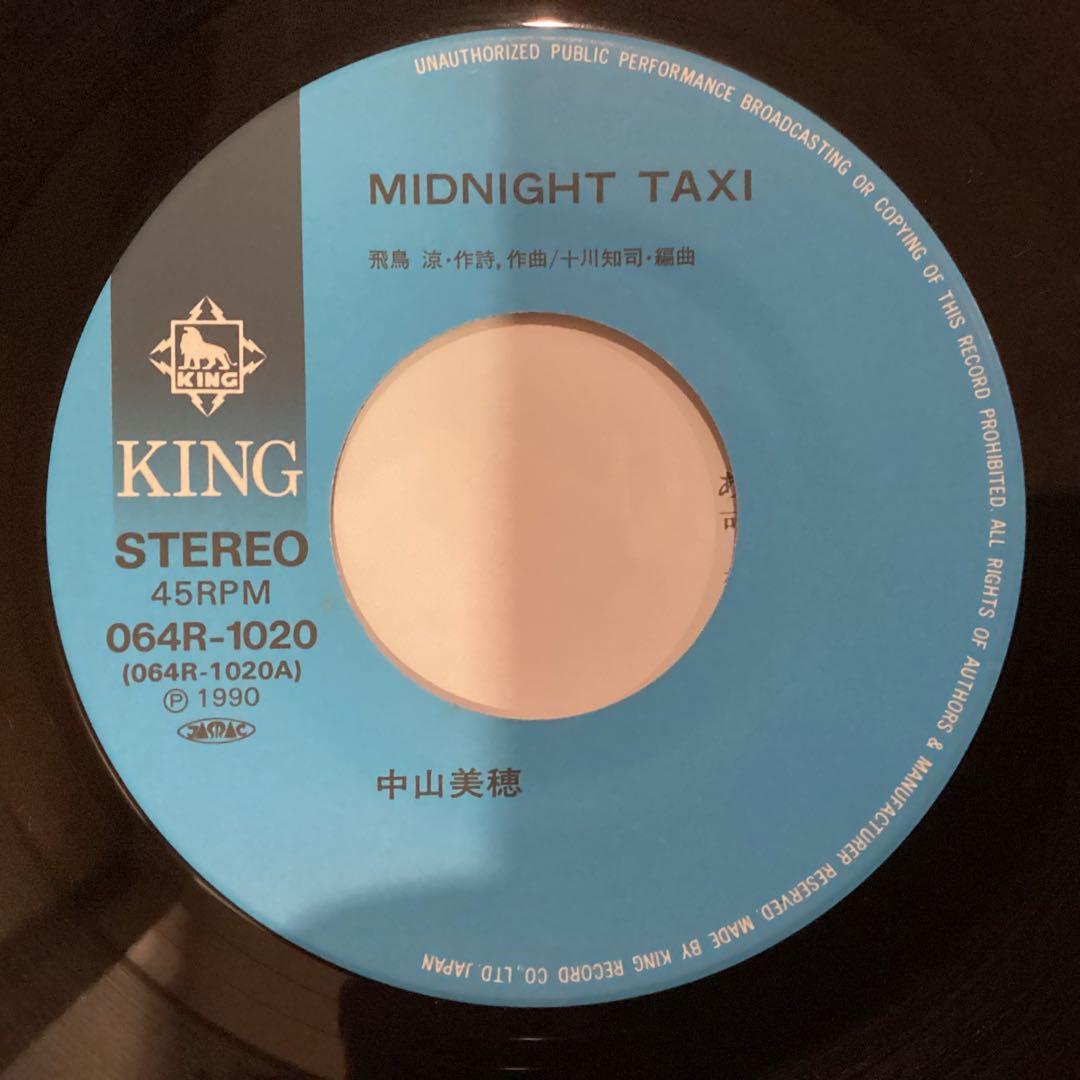 UNAUTHORIZED PUBLIC PERFORMANCE BROADCASTING OR COPYING OF THIS RECORD PROHIBITED. ALL RIGHTS OF AUTHORS & MANUFACTURER RESERVED. MADE BY KING RECORD CO., LTD. JAPAN
MIDNIGHT TAXI
飛鳥 涼・作詩，作曲/十川知司・編曲
KING
KING
STEREO
45RPM
064R-1020
(064R-1020A)
Ⓟ 1990
JASRAC
中山美穂